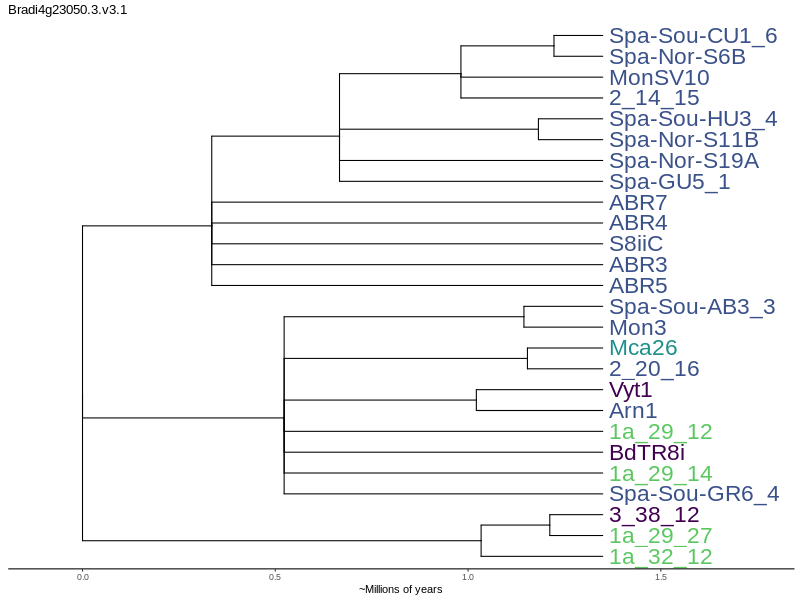 Bradi4g23050.3.v3.1
Spa-Sou-CU1_6
Spa-Nor-S6B
MonSV10
2_14_15
Spa-Sou-HU3_4
Spa-Nor-S11B
Spa-Nor-S19A
Spa-GU5_1
ABR7
ABR4
S8iiC
ABR3
ABR5
Spa-Sou-AB3_3
Mon3
Mca26
2_20_16
Vyt1
Arn1
1a_29_12
BdTR8i
1a_29_14
Spa-Sou-GR6_4
3_38_12
1a_29_27
1a_32_12
0.0 0.5 1.0 1.5
~Millions of years